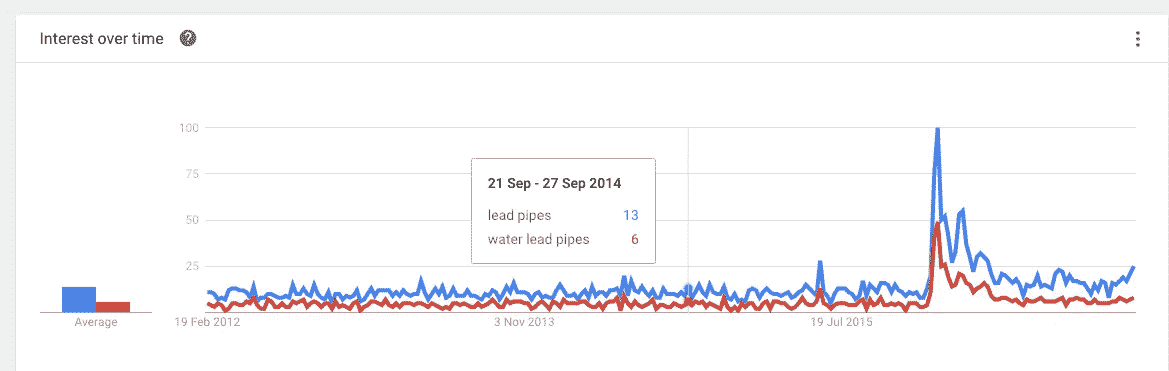 Interest over time ?
100
75
50
25
21 Sep - 27 Sep 2014
lead pipes 13
water lead pipes 6
Average
19 Feb 2012 3 Nov 2013 19 Jul 2015